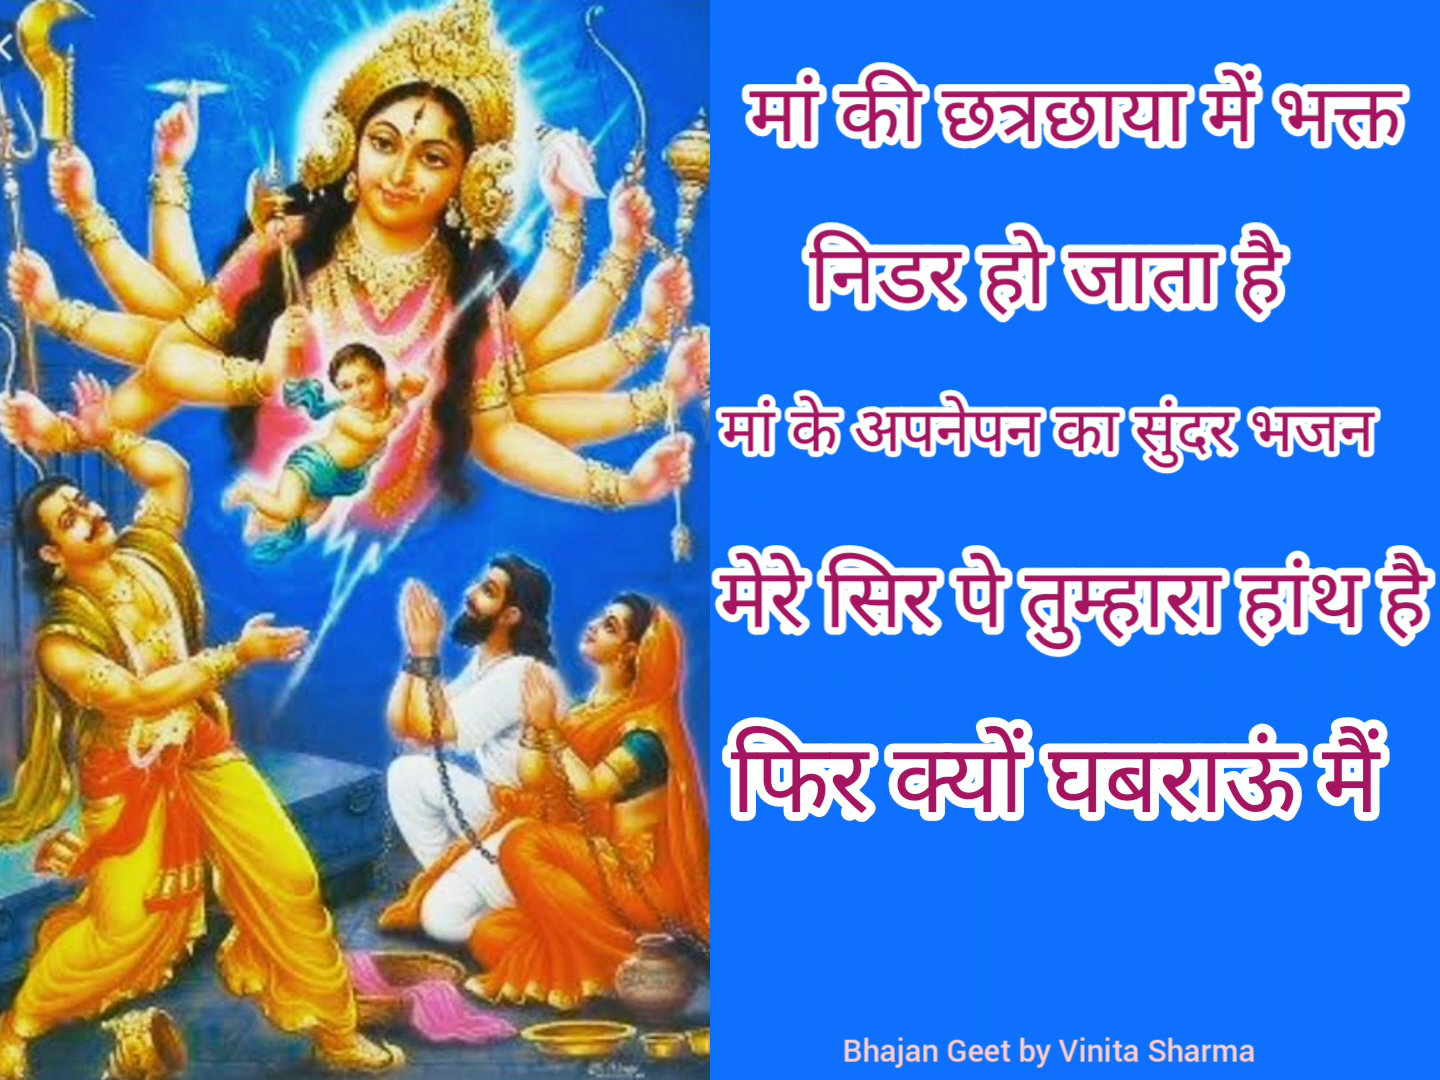 मां की छत्रछाया में भक्त
निडर हो जाता है
मां के अपनेपन का सुंदर भजन
मेरे सिर पे तुम्हारा हांथ है
फिर क्यों घबराऊं मैं
Bhajan Geet by Vinita Sharma